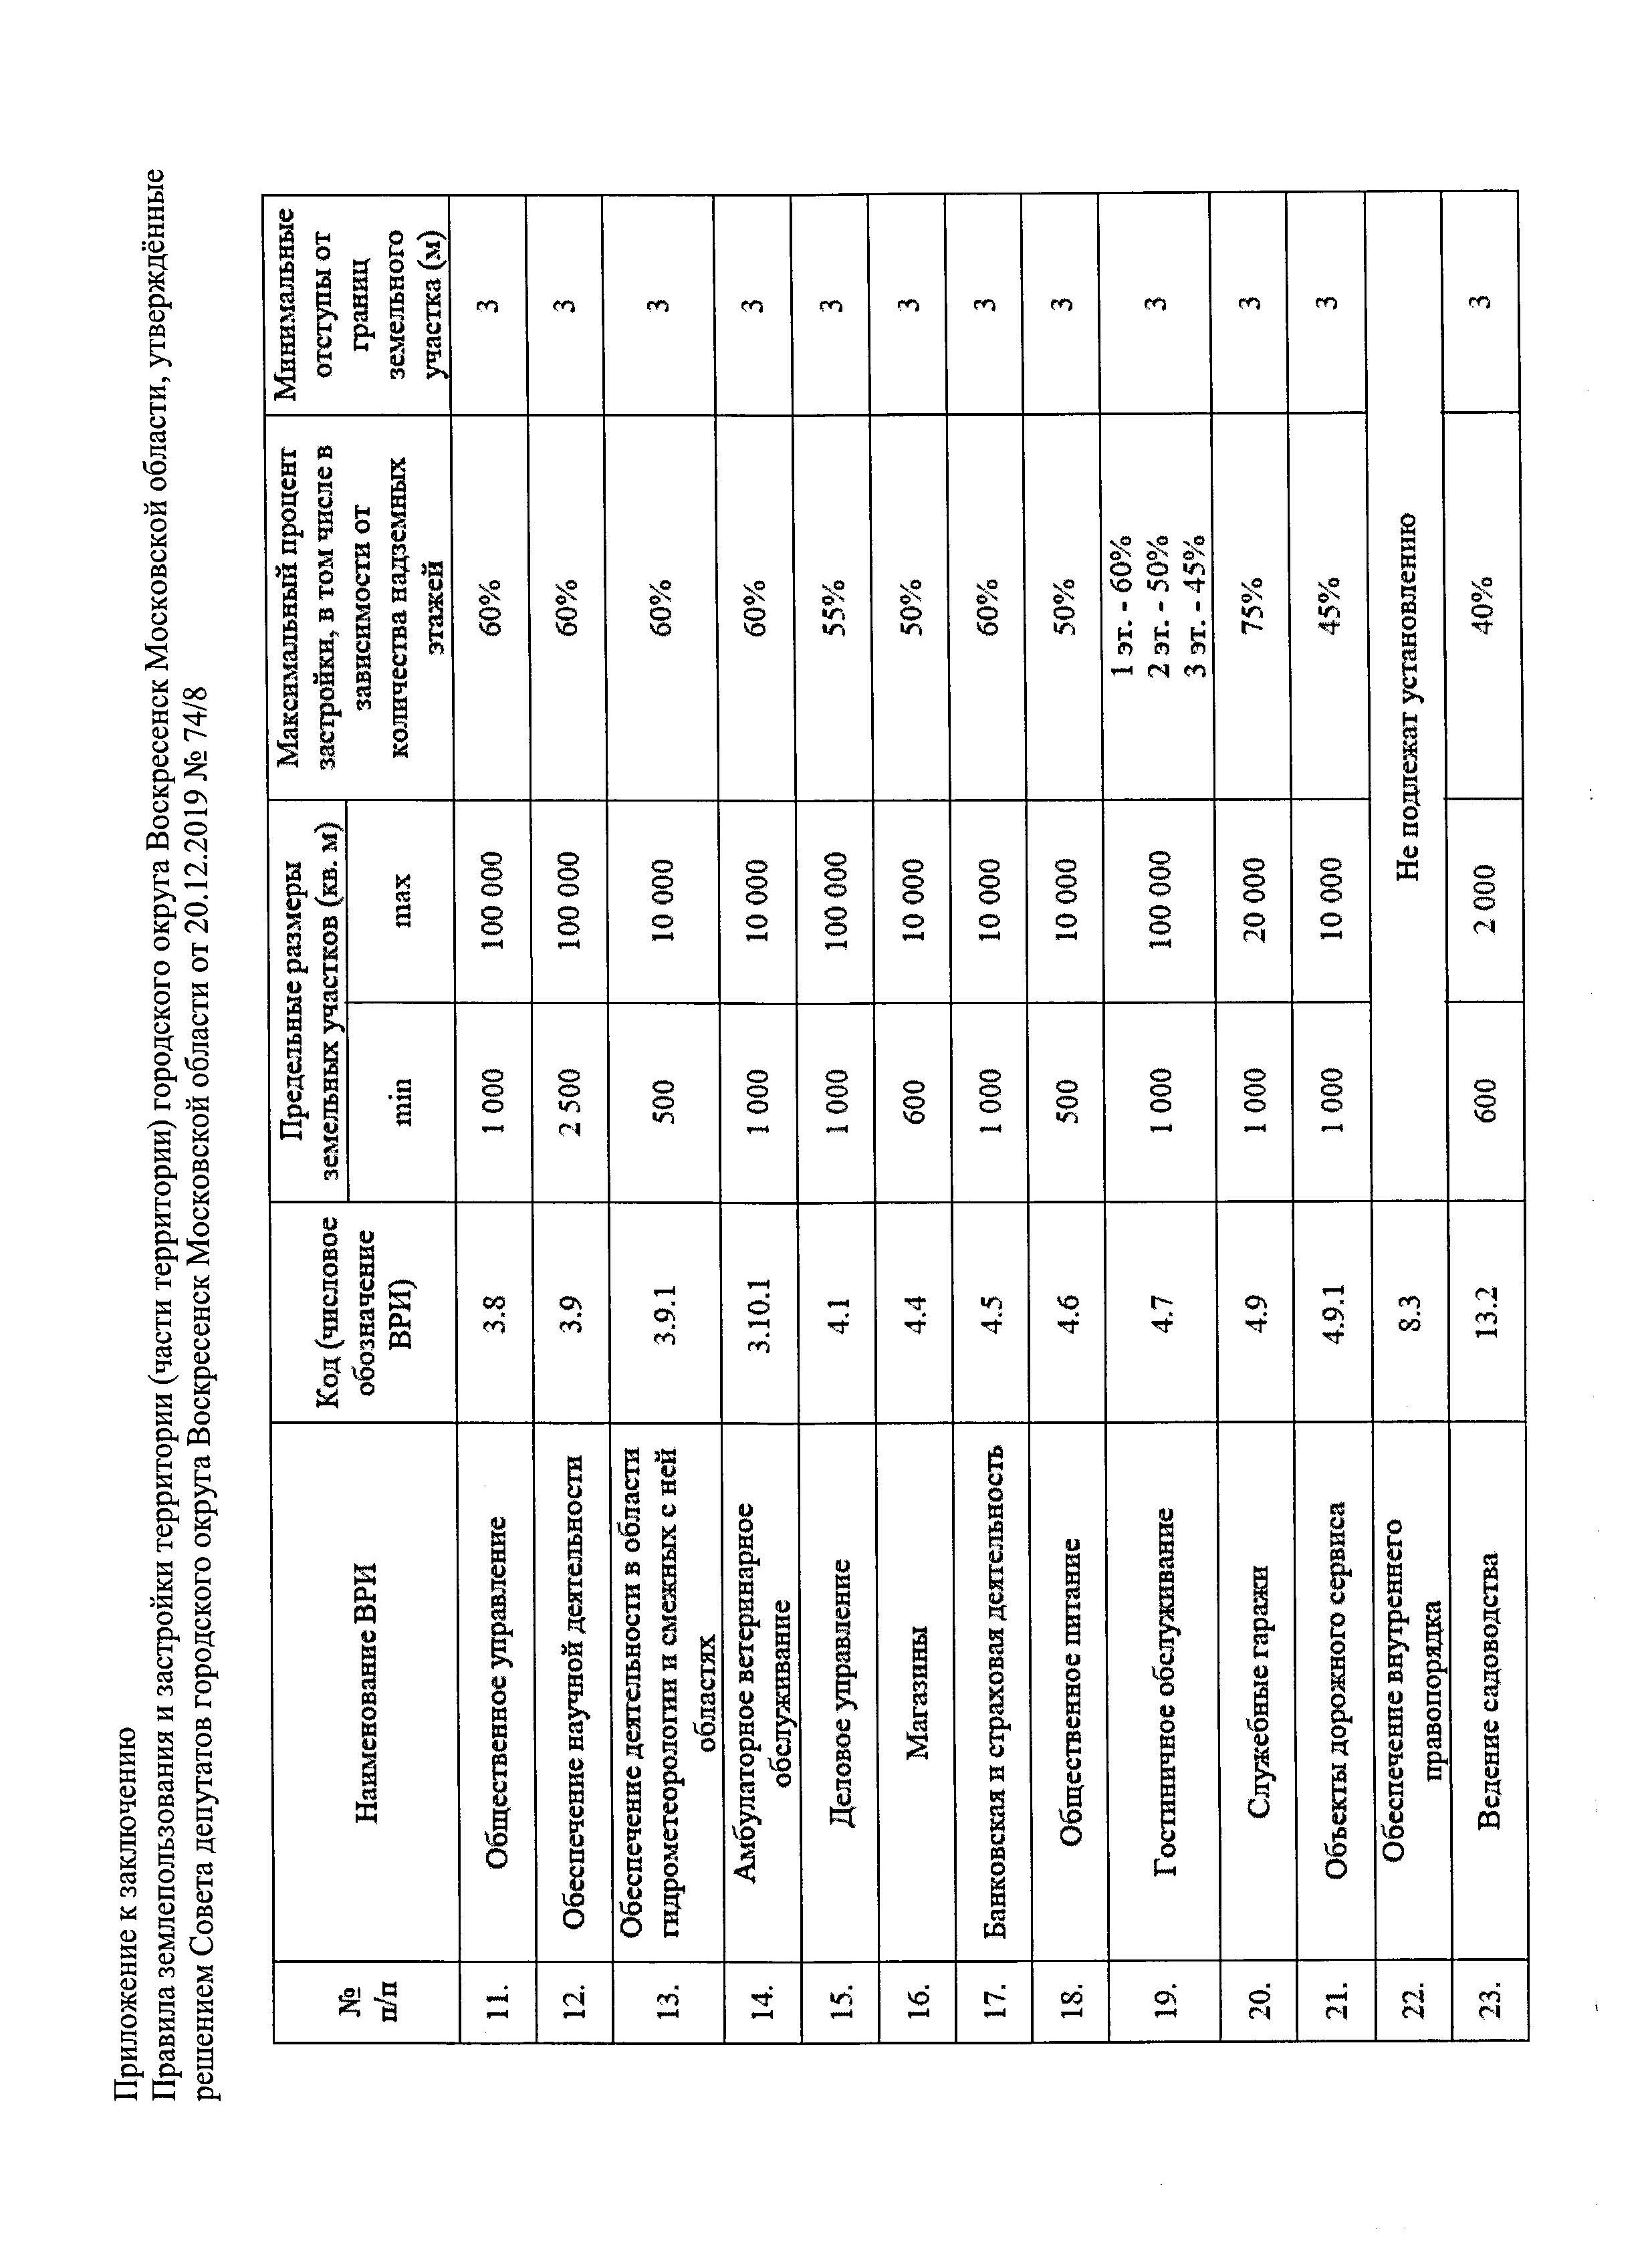 Приложение к заключению
Правила землепользования и застройки территории (части территории) городского округа Воскресенск Московской области, утверждённые
решением Совета депутатов городского округа Воскресенск Московской области от 20.12.2019 № 74/8
№
п/п
Наименование ВРИ
Код (числовое
обозначение
ВРИ)
Предельные размеры
земельных участков (кв. м)
min
max
Максимальный процент
застройки, в том числе в
зависимости от
количества надземных
этажей
Минимальные
отступы от
границ
земельного
участка (м)
11. Общественное управление 3.8 1 000 100 000 60% 3
12. Обеспечение научной деятельности 3.9 2 500 100 000 60% 3
13. Обеспечение деятельности в области
гидрометеорологии и смежных с ней
областях 3.9.1 500 10 000 60% 3
14. Амбулаторное ветеринарное
обслуживание 3.10.1 1 000 10 000 60% 3
15. Деловое управление 4.1 1 000 100 000 55% 3
16. Магазины 4.4 600 10 000 50% 3
17. Банковская и страховая деятельность 4.5 1 000 10 000 60% 3
18. Общественное питание 4.6 500 10 000 50% 3
19. Гостиничное обслуживание 4.7 1 000 100 000 1 эт. - 60%
2 эт. - 50%
3 эт. - 45% 3
20. Служебные гаражи 4.9 1 000 20 000 75% 3
21. Объекты дорожного сервиса 4.9.1 1 000 10 000 45% 3
22. Обеспечение внутреннего
правопорядка 8.3 Не подлежат установлению
23. Ведение садоводства 13.2 600 2 000 40% 3